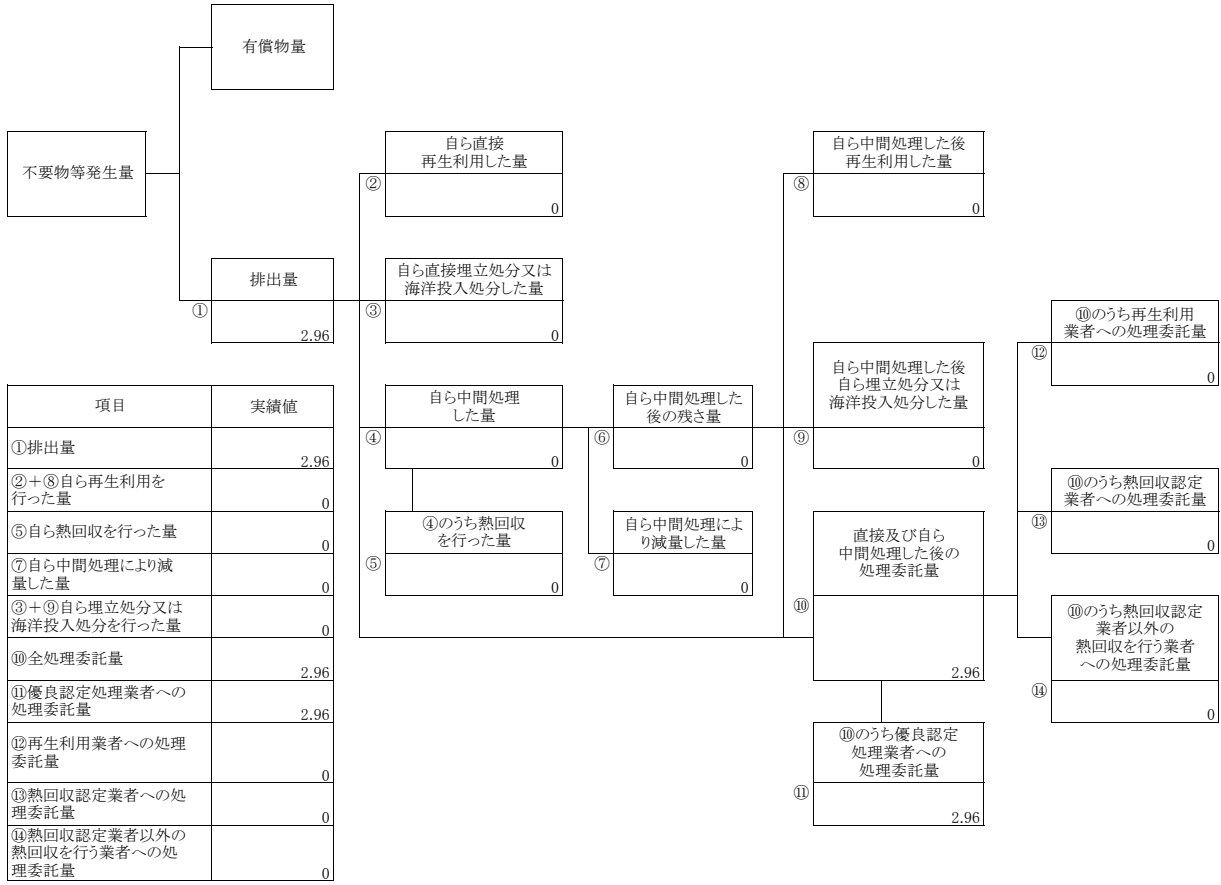 有償物量
不要物等発生量
自ら直接
再生利用した量
②
0
自ら中間処理した後
再生利用した量
⑧
0
排出量
①
2.96
自ら直接埋立処分又は
海洋投入処分した量
③
0
⑩のうち再生利用
業者への処理委託量
⑫
0
自ら中間処理した後
自ら埋立処分又は
海洋投入処分した量
⑨
0
自ら中間処理
した量
④
0
自ら中間処理した
後の残さ量
⑥
0
⑩のうち熱回収認定
業者への処理委託量
⑬
0
④のうち熱回収
を行った量
⑤
0
自ら中間処理によ
り減量した量
⑦
0
直接及び自ら
中間処理した後の
処理委託量
⑩
2.96
⑩のうち熱回収認定
業者以外の
熱回収を行う業者
への処理委託量
⑭
0
⑩のうち優良認定
処理業者への
処理委託量
⑪
2.96
項目 実績値
①排出量 2.96
②＋⑧自ら再生利用を
行った量 0
⑤自ら熱回収を行った量 0
⑦自ら中間処理により減
量した量 0
③＋⑨自ら埋立処分又は
海洋投入処分を行った量 0
⑩全処理委託量 2.96
⑪優良認定処理業者への
処理委託量 2.96
⑫再生利用業者への処理
委託量 0
⑬熱回収認定業者への処
理委託量 0
⑭熱回収認定業者以外の
熱回収を行う業者への処
理委託量 0